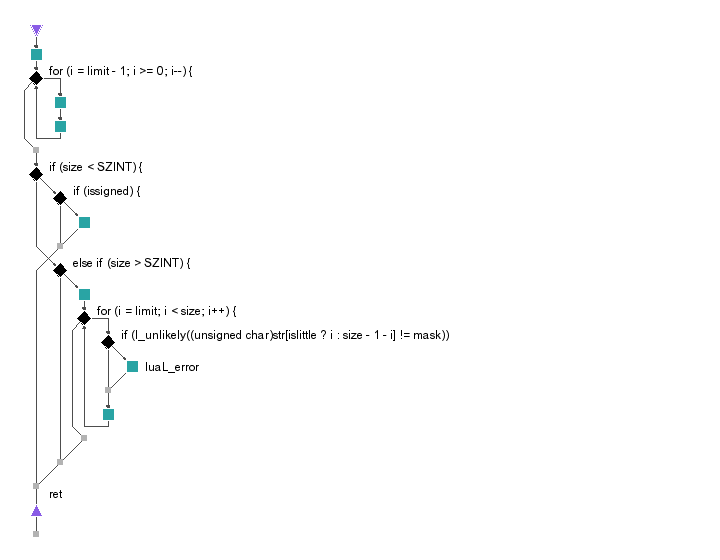 for (i = limit - 1; i >= 0; i--) {
if (size < SZINT) {
if (issigned) {
else if (size > SZINT) {
for (i = limit; i < size; i++) {
if (l_unlikely((unsigned char)str[islittle ? i : size - 1 - i] != mask))
luaL_error
ret